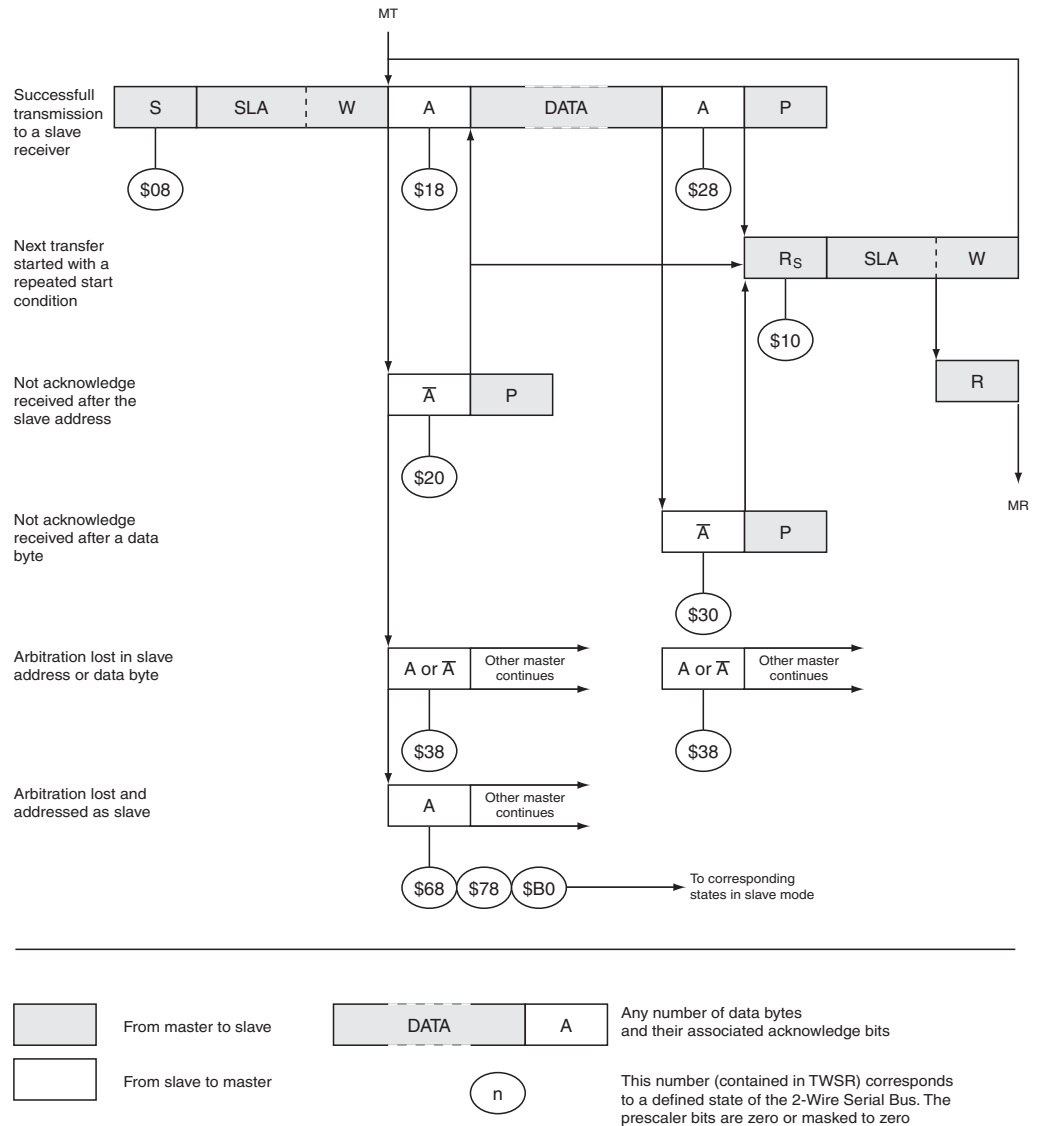 MT
Successfull
transmission
to a slave
receiver
S SLA W A DATA A P
$08 $18 $28
Next transfer
started with a
repeated start
condition
RS SLA W
$10
Not acknowledge
received after the
slave address
A̅ P
R
$20
MR
Not acknowledge
received after a data
byte
A̅ P
$30
Arbitration lost in slave
address or data byte
A or A̅
Other master
continues
A or A̅
Other master
continues
$38 $38
Arbitration lost and
addressed as slave
A
Other master
continues
$68 $78 $B0
To corresponding
states in slave mode
From master to slave
DATA A
Any number of data bytes
and their associated acknowledge bits
From slave to master
n
This number (contained in TWSR) corresponds
to a defined state of the 2-Wire Serial Bus. The
prescaler bits are zero or masked to zero